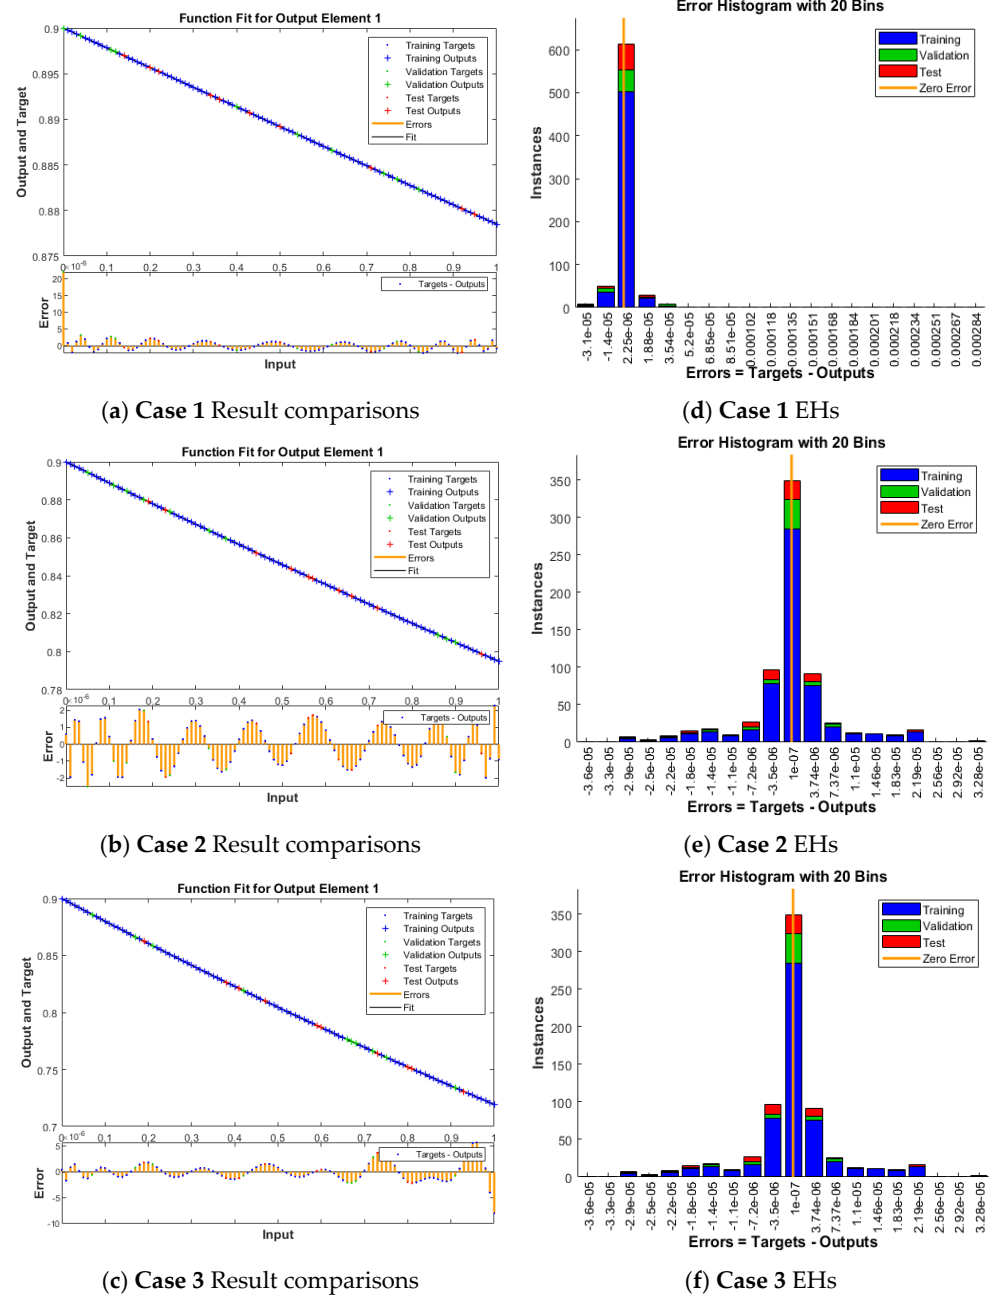 Function Fit for Output Element 1
Output and Target
0.9
0.895
0.89
0.885
0.88
0.875
Training Targets
Training Outputs
Validation Targets
Validation Outputs
Test Targets
Test Outputs
Errors
Fit
0 0.1 0.2 0.3 0.4 0.5 0.6 0.7 0.8 0.9 1
×10⁻⁶
Error
20
15
10
5
0
Targets - Outputs
Input
(a) Case 1 Result comparisons
Error Histogram with 20 Bins
Instances
600
500
400
300
200
100
0
Training
Validation
Test
Zero Error
-3.1e-05 -1.4e-05 2.25e-06 1.88e-05 3.54e-05 5.2e-05 6.85e-05 8.51e-05 0.000102 0.000118 0.000135 0.000151 0.000168 0.000184 0.000201 0.000218 0.000234 0.000251 0.000267 0.000284
Errors = Targets - Outputs
(d) Case 1 EHs
Function Fit for Output Element 1
Output and Target
0.9
0.88
0.86
0.84
0.82
0.8
0.78
Training Targets
Training Outputs
Validation Targets
Validation Outputs
Test Targets
Test Outputs
Errors
Fit
0 0.1 0.2 0.3 0.4 0.5 0.6 0.7 0.8 0.9 1
×10⁻⁶
Error
2
1
0
-1
-2
Targets - Outputs
Input
(b) Case 2 Result comparisons
Error Histogram with 20 Bins
Instances
350
300
250
200
150
100
50
0
Training
Validation
Test
Zero Error
-3.6e-05 -3.3e-05 -2.9e-05 -2.5e-05 -2.2e-05 -1.8e-05 -1.4e-05 -1.1e-05 -7.2e-06 -3.5e-06 1e-07 3.74e-06 7.37e-06 1.1e-05 1.46e-05 1.83e-05 2.19e-05 2.56e-05 2.92e-05 3.28e-05
Errors = Targets - Outputs
(e) Case 2 EHs
Function Fit for Output Element 1
Output and Target
0.9
0.85
0.8
0.75
0.7
Training Targets
Training Outputs
Validation Targets
Validation Outputs
Test Targets
Test Outputs
Errors
Fit
0 0.1 0.2 0.3 0.4 0.5 0.6 0.7 0.8 0.9 1
×10⁻⁶
Error
5
0
-5
-10
Targets - Outputs
Input
(c) Case 3 Result comparisons
Error Histogram with 20 Bins
Instances
350
300
250
200
150
100
50
0
Training
Validation
Test
Zero Error
-3.6e-05 -3.3e-05 -2.9e-05 -2.5e-05 -2.2e-05 -1.8e-05 -1.4e-05 -1.1e-05 -7.2e-06 -3.5e-06 1e-07 3.74e-06 7.37e-06 1.1e-05 1.46e-05 1.83e-05 2.19e-05 2.56e-05 2.92e-05 3.28e-05
Errors = Targets - Outputs
(f) Case 3 EHs